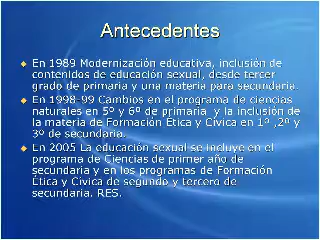 Antecedentes
En 1989 Modernización educativa, inclusión de
contenidos de educación sexual, desde tercer
grado de primaria y una materia para secundaria.
En 1998-99 Cambios en el programa de ciencias
naturales en 5º y 6º de primaria y la inclusión de
la materia de Formación Ética y Cívica en 1º ,2º y
3º de secundaria.
En 2005 La educación sexual se incluye en el
programa de Ciencias de primer año de
secundaria y en los programas de Formación
Ética y Cívica de segundo y tercero de
secundaria. RES.